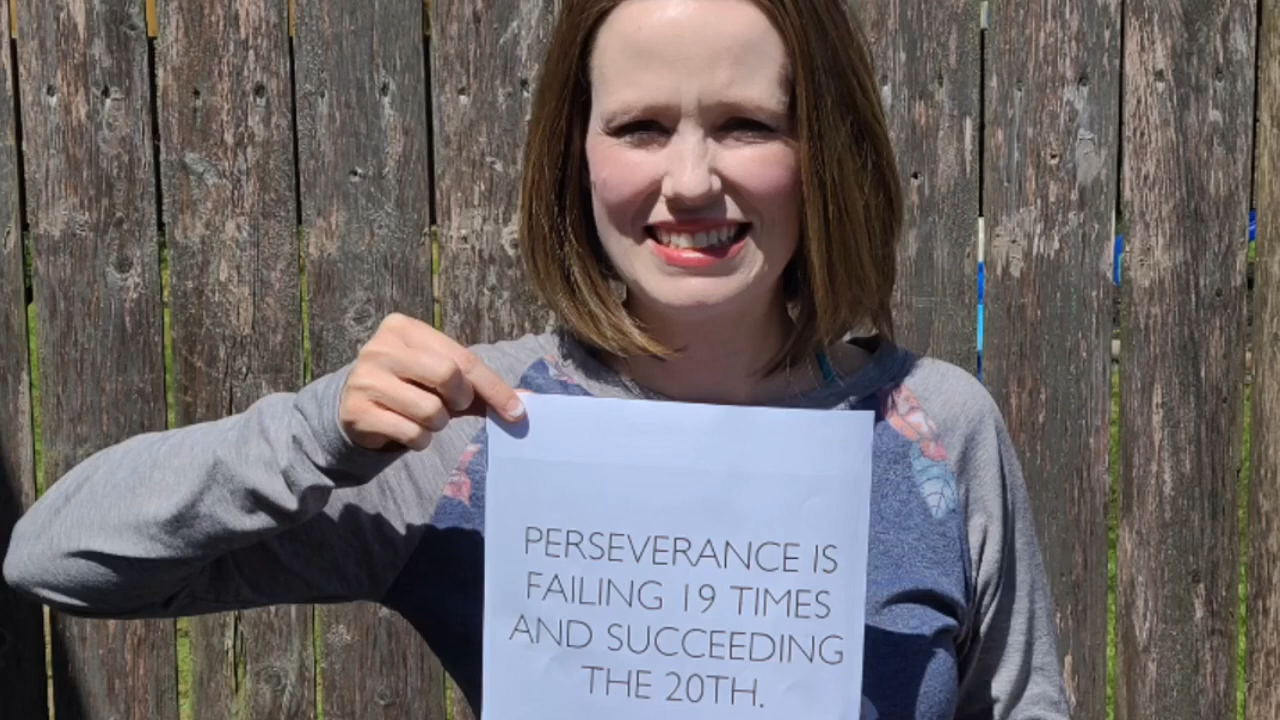 PERSEVERANCE IS
FAILING 19 TIMES
AND SUCCEEDING
THE 20TH.